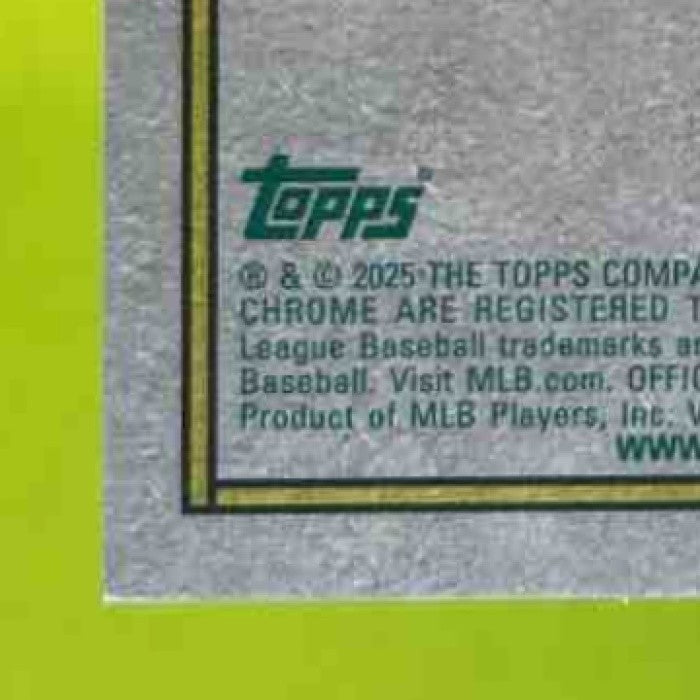 Topps
® & © 2025 THE TOPPS COMPA
CHROME ARE REGISTERED T
League Baseball trademarks a
Baseball. Visit MLB.com. OFFIC
Product of MLB Players, Inc. V
WWW